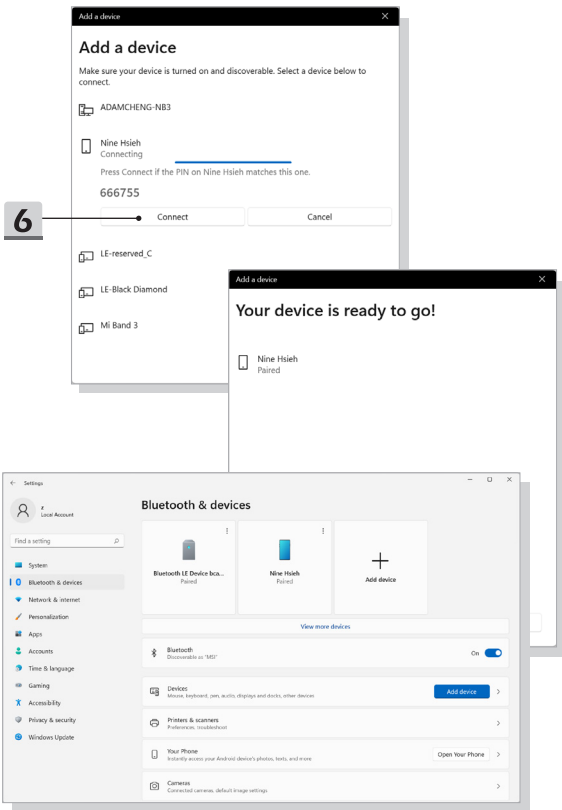 Add a device
Add a device
Make sure your device is turned on and discoverable. Select a device below to
connect.
ADAMCHENG-NB3
Nine Hsieh
Connecting
Press Connect if the PIN on Nine Hsieh matches this one.
666755
6
Connect
Cancel
LE-reserved_C
LE-Black Diamond
Mi Band 3
Add a device
Your device is ready to go!
Nine Hsieh
Paired
Settings
z
Local Account
Find a setting
System
Bluetooth & devices
Network & internet
Personalization
Apps
Accounts
Time & language
Gaming
Accessibility
Privacy & security
Windows Update
Bluetooth & devices
Bluetooth LE Device bca...
Paired
Nine Hsieh
Paired
Add device
View more devices
Bluetooth
Discoverable as "MSI"
On
Devices
Mouse, keyboard, pen, audio, displays and docks, other devices
Add device
Printers & scanners
Preferences, troubleshoot
Your Phone
Instantly access your Android device's photos, texts, and more
Open Your Phone
Cameras
Connected cameras, default image settings